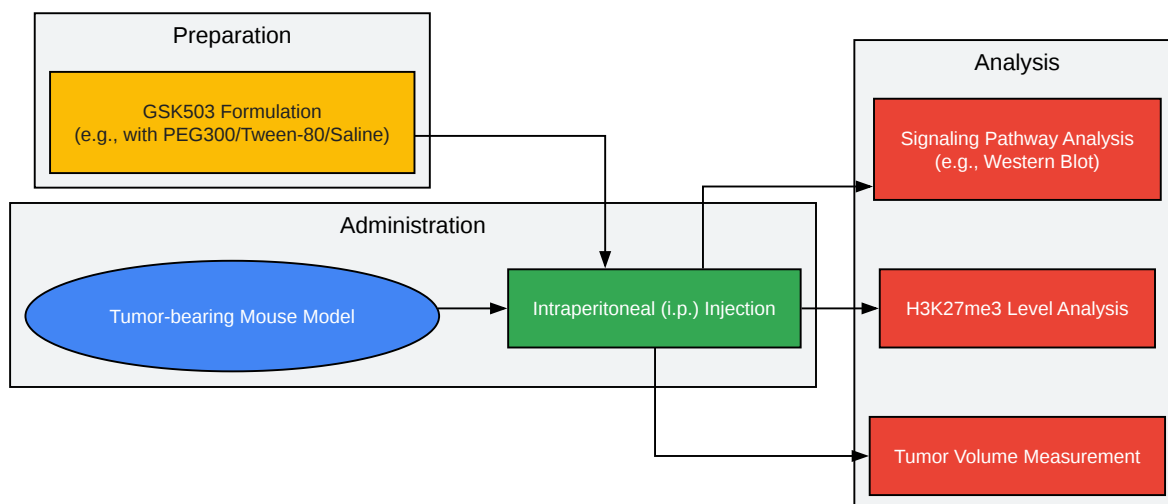 Preparation
GSK503 Formulation
(e.g., with PEG300/Tween-80/Saline)
Administration
Tumor-bearing Mouse Model
Intraperitoneal (i.p.) Injection
Analysis
Signaling Pathway Analysis
(e.g., Western Blot)
H3K27me3 Level Analysis
Tumor Volume Measurement